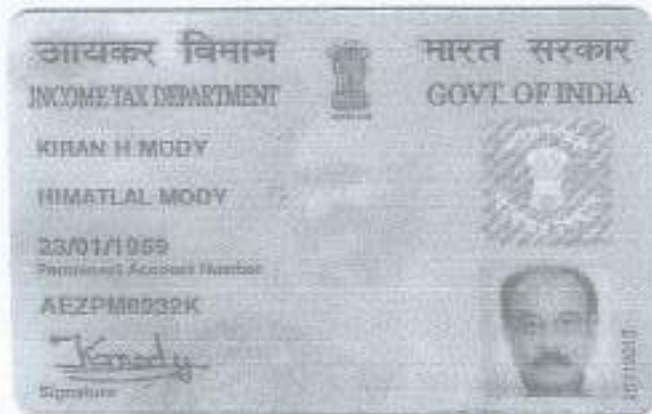 आयकर विभाग
भारत सरकार
INCOME TAX DEPARTMENT
GOVT. OF INDIA
KIRAN H MODY
HIMATLAL MODY
23/01/1959
Permanent Account Number
Kmody
Signature